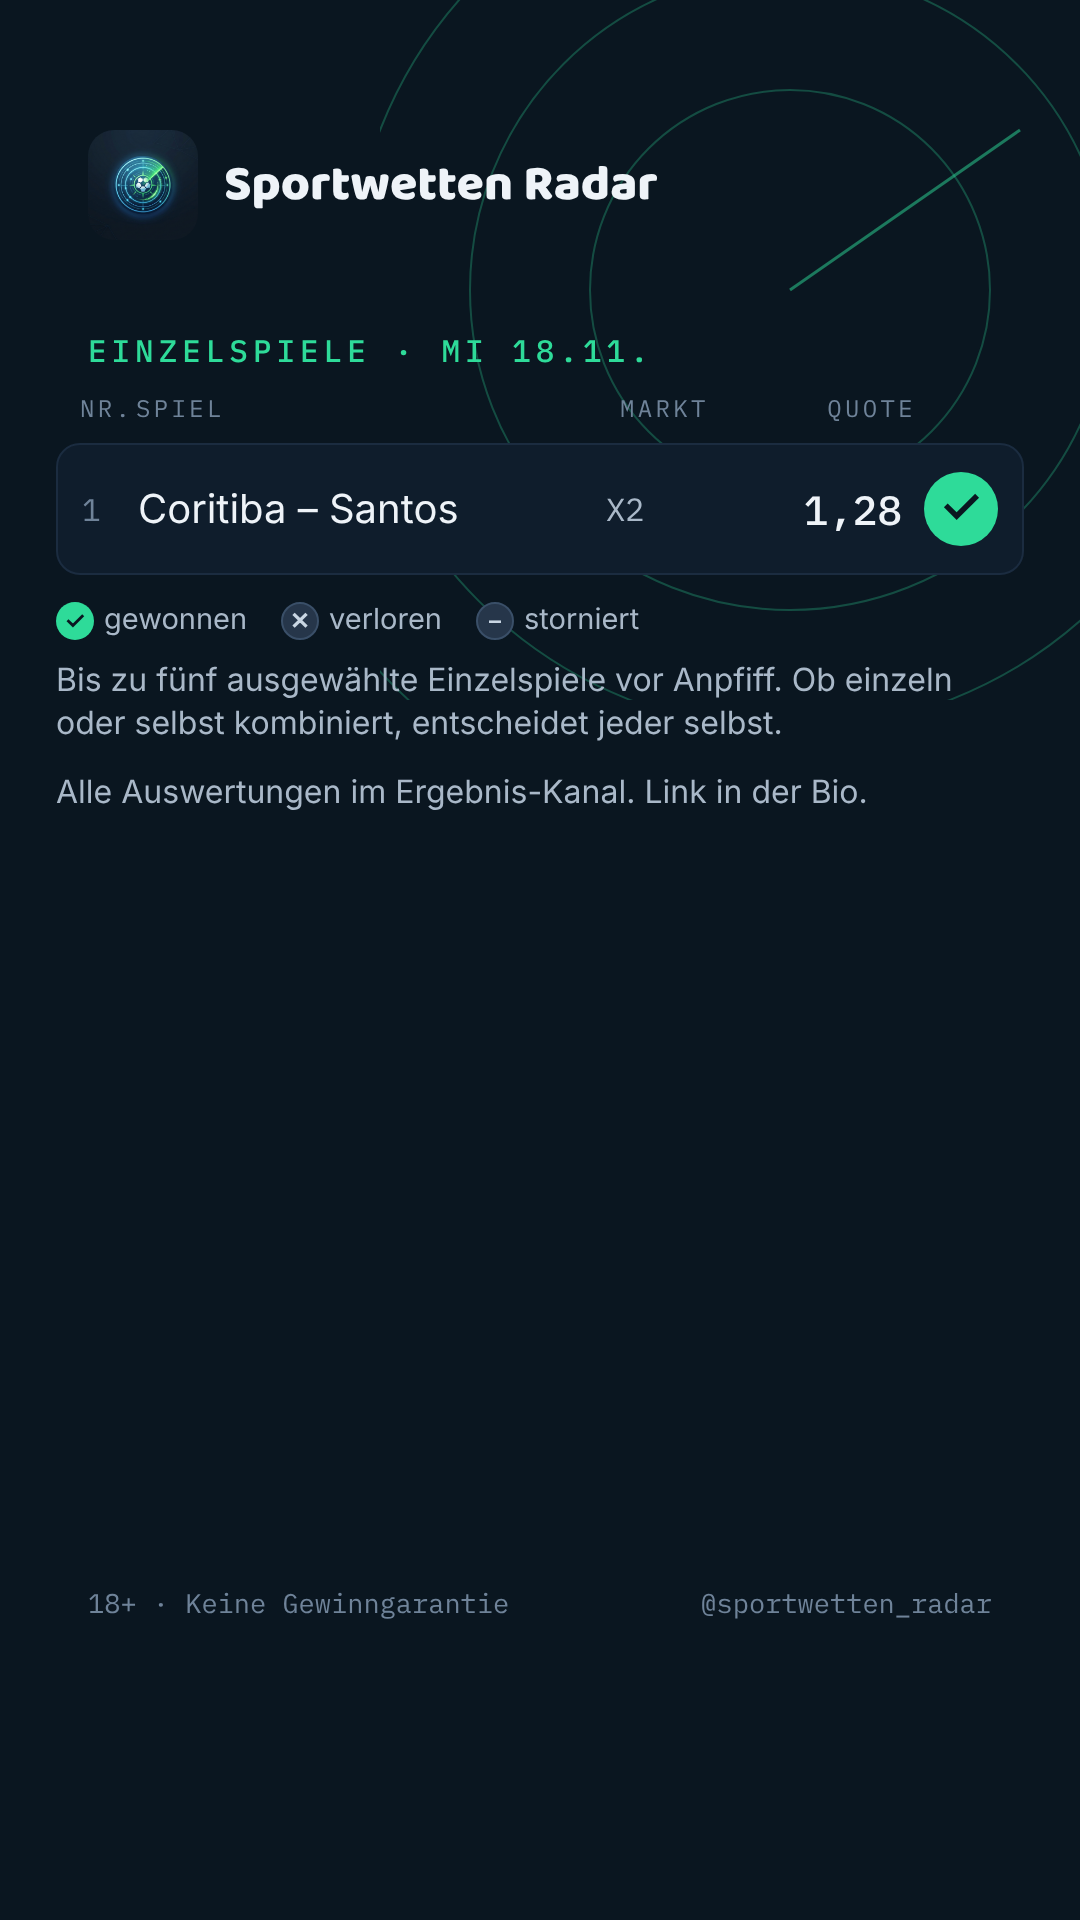 Sportwetten Radar
EINZELSPIELE · MI 18.11.
NR. SPIEL MARKT QUOTE
1 Coritiba – Santos X2 1,28
gewonnen verloren storniert
Bis zu fünf ausgewählte Einzelspiele vor Anpfiff. Ob einzeln
oder selbst kombiniert, entscheidet jeder selbst.
Alle Auswertungen im Ergebnis-Kanal. Link in der Bio.
18+ · Keine Gewinngarantie @sportwetten_radar